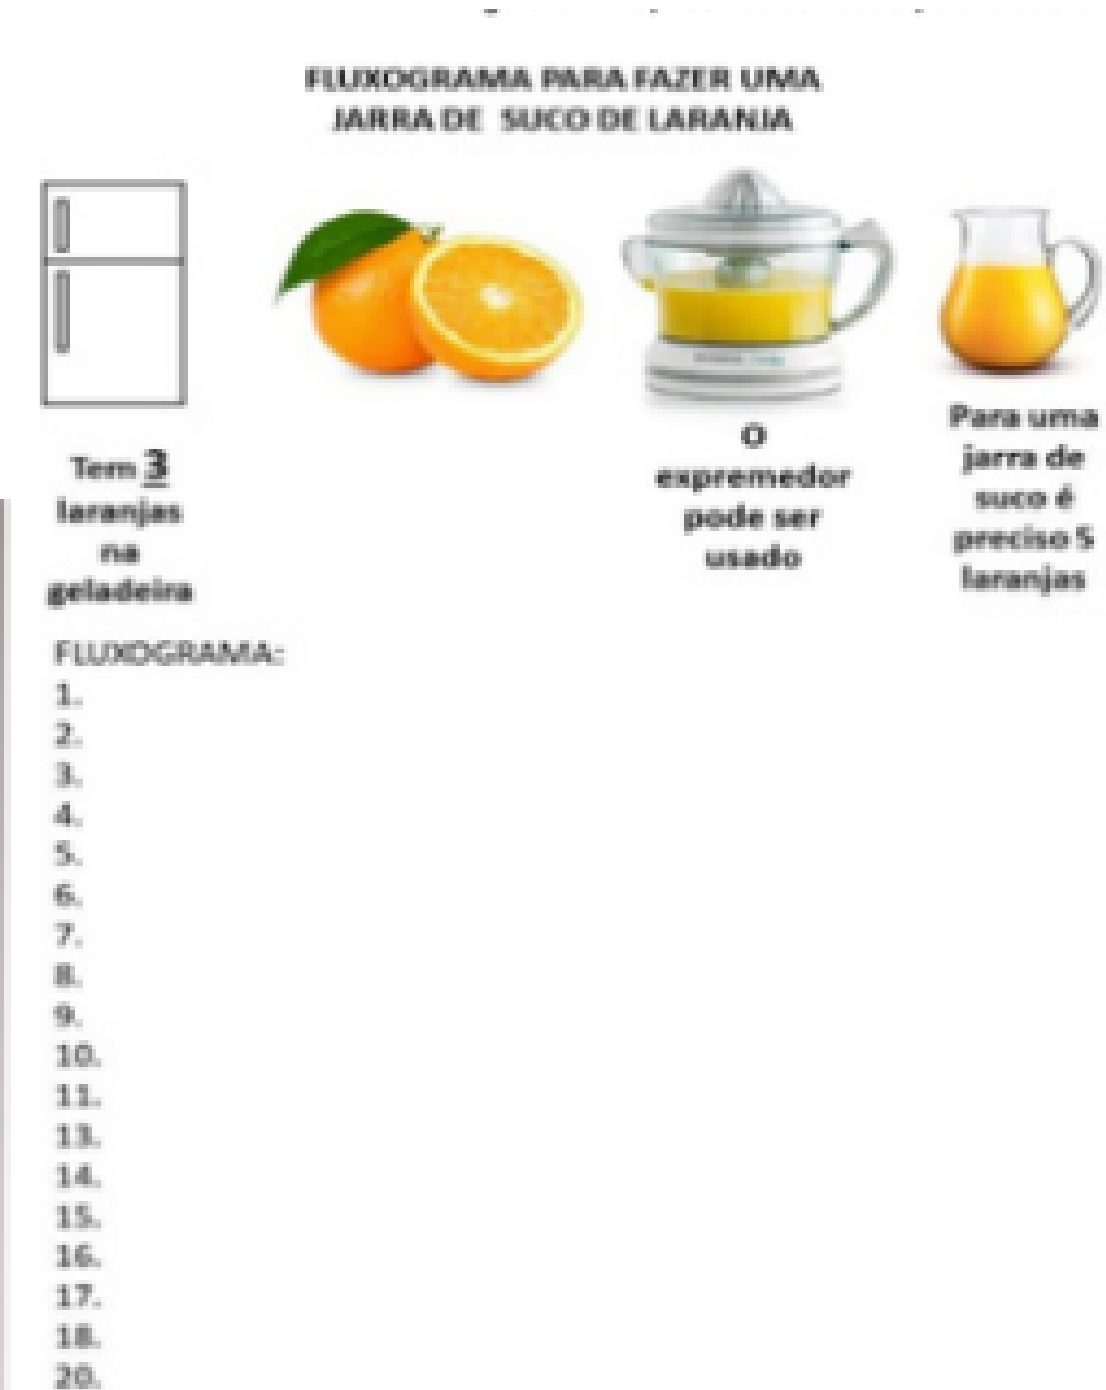 FLUXOGRAMA PARA FAZER UMA
JARRA DE SUCO DE LARANJA
Tem 3
laranjas
na
geladeira
O
expremedor
pode ser
usado
Para uma
jarra de
suco é
preciso 5
laranjas
FLUXOGRAMA:
1.
2.
3.
4.
5.
6.
7.
8.
9.
10.
11.
13.
14.
15.
16.
17.
18.
20.